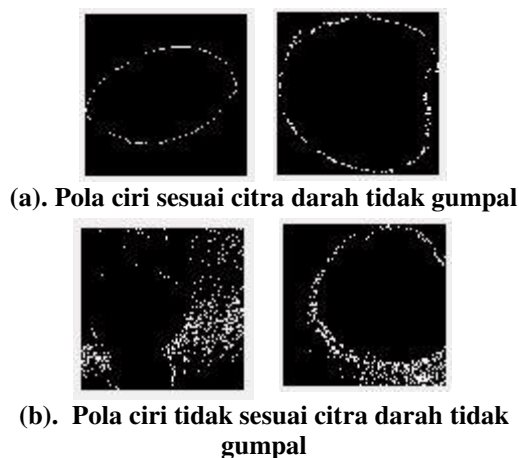 (a). Pola ciri sesuai citra darah tidak gumpal
(b). Pola ciri tidak sesuai citra darah tidak
gumpal